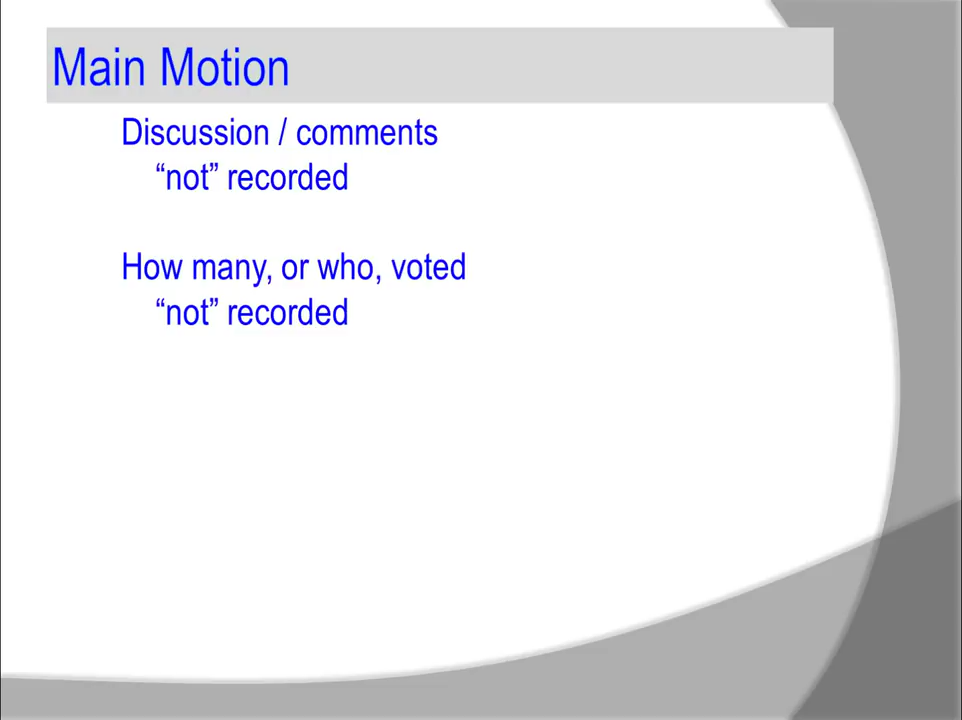 Main Motion
Discussion / comments
“not” recorded
How many, or who, voted
“not” recorded